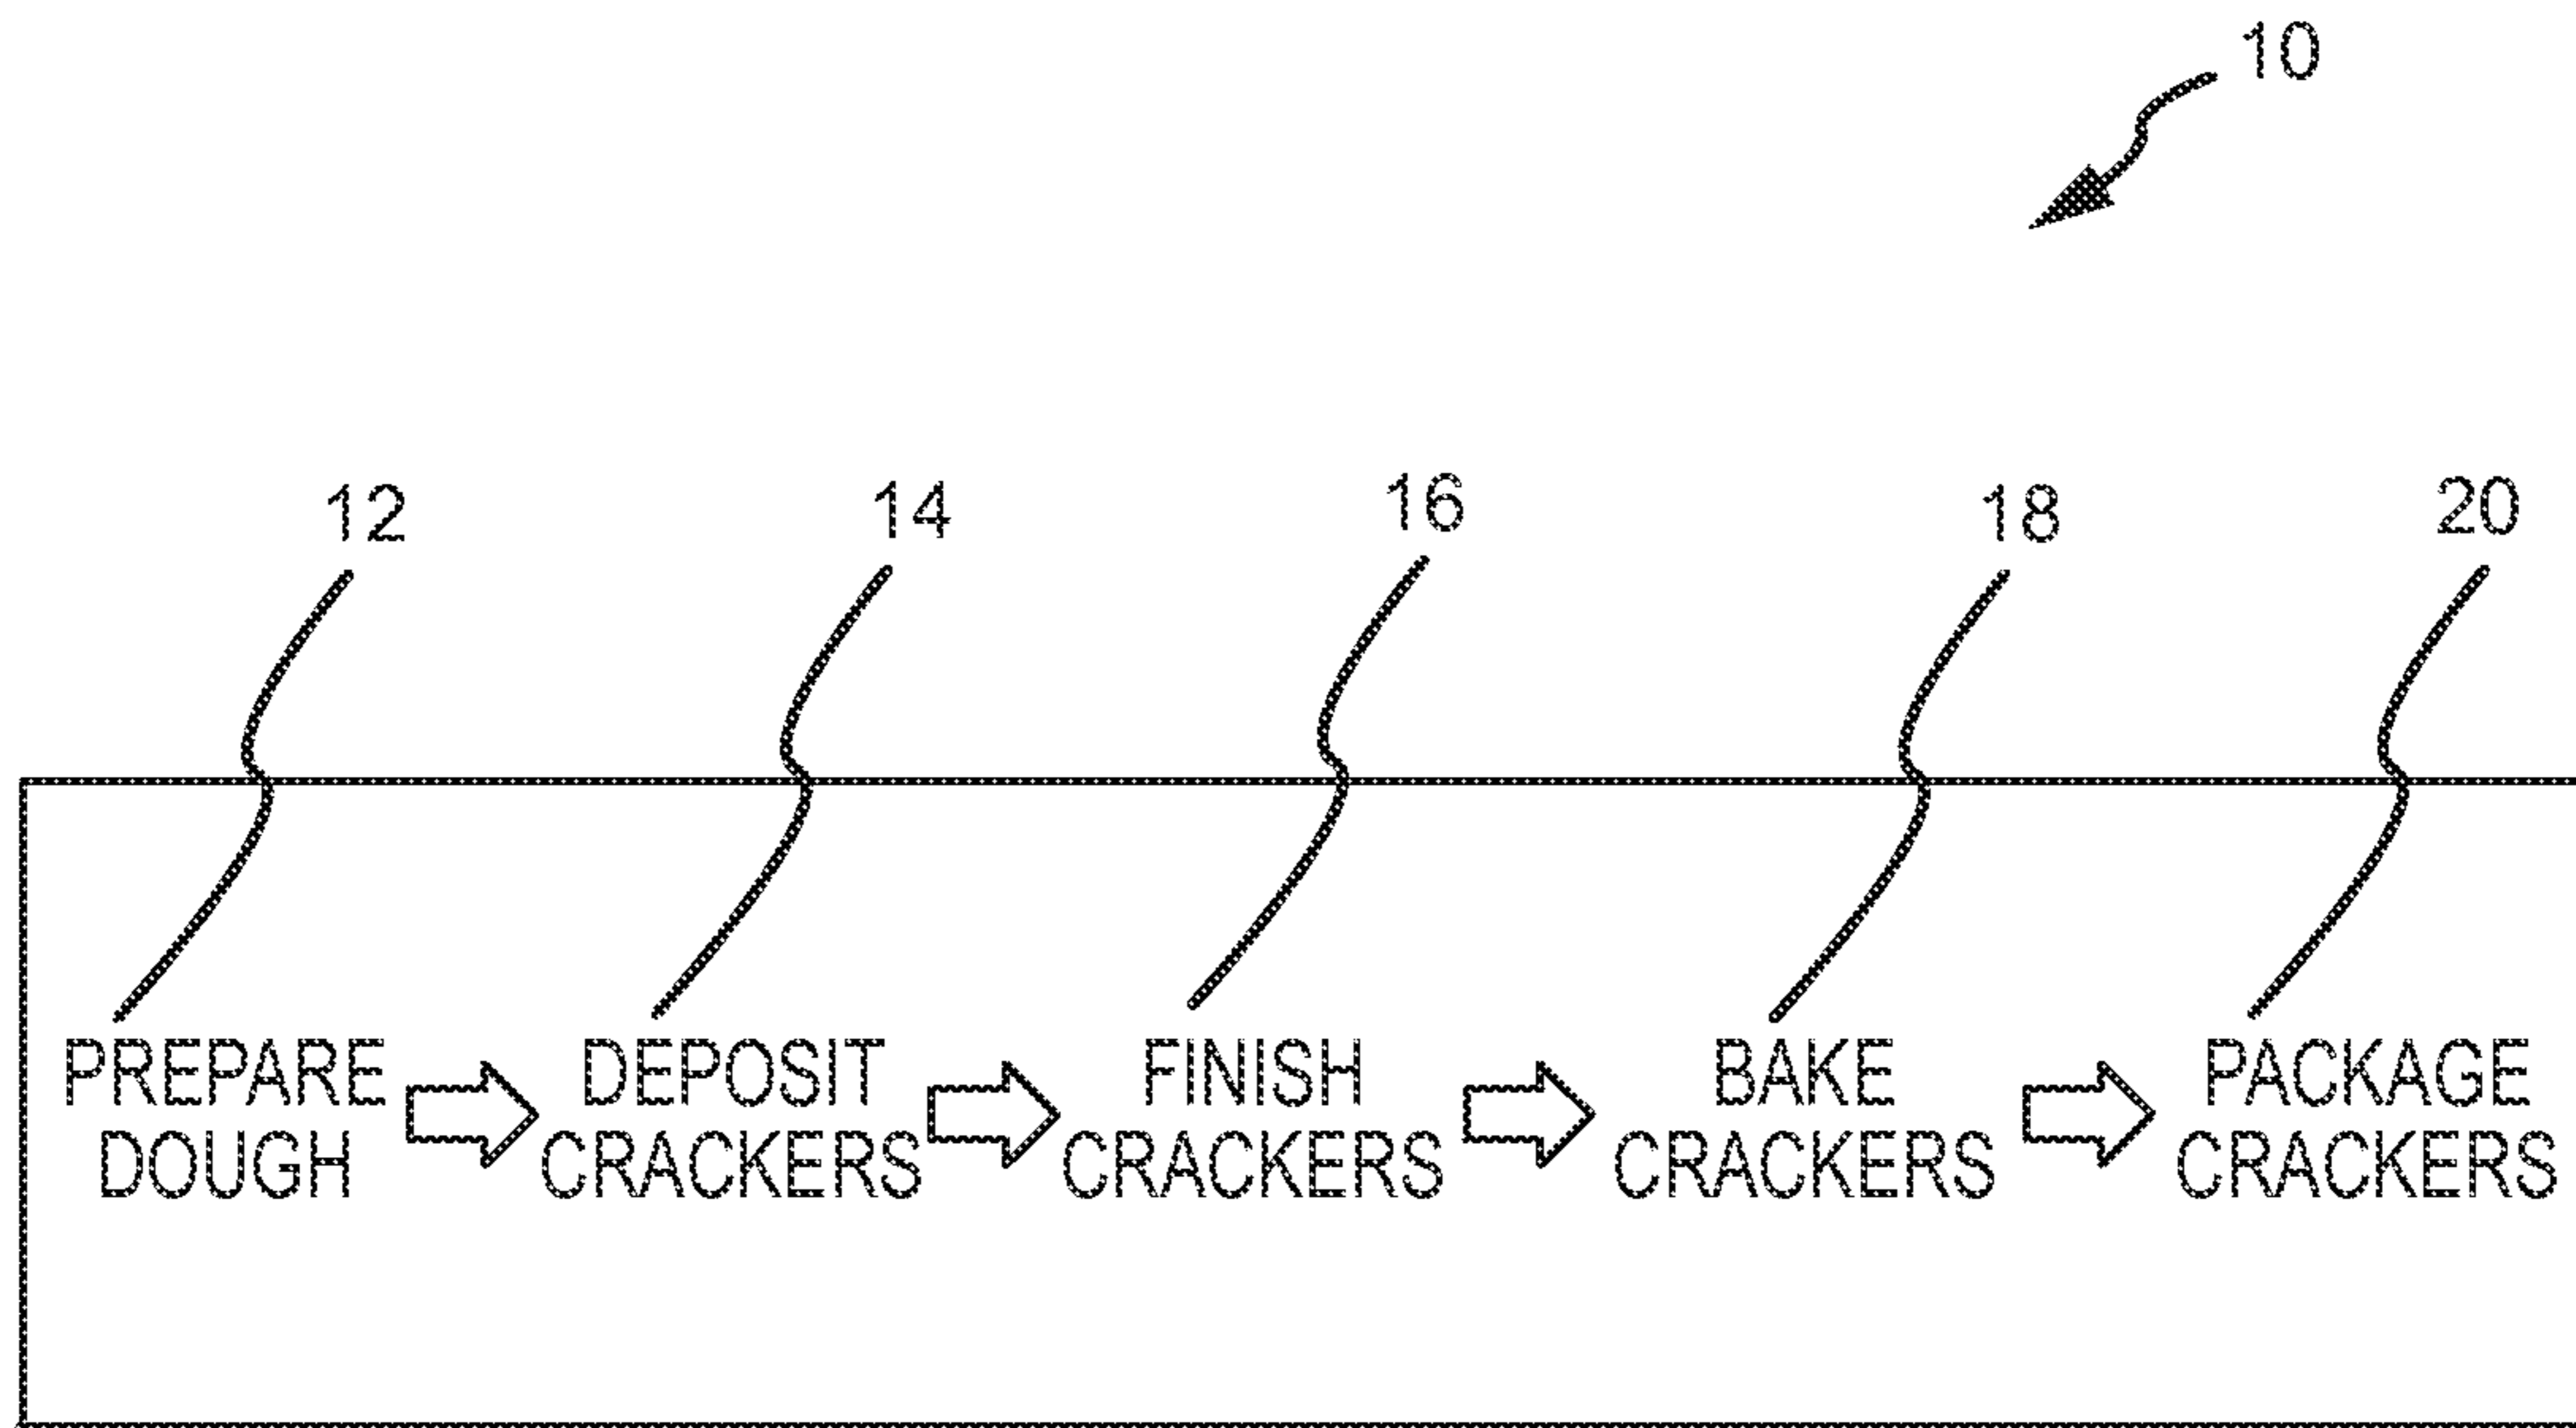 10
12 14 16 18 20
PREPARE DEPOSIT FINISH BAKE PACKAGE
DOUGH CRACKERS CRACKERS CRACKERS CRACKERS